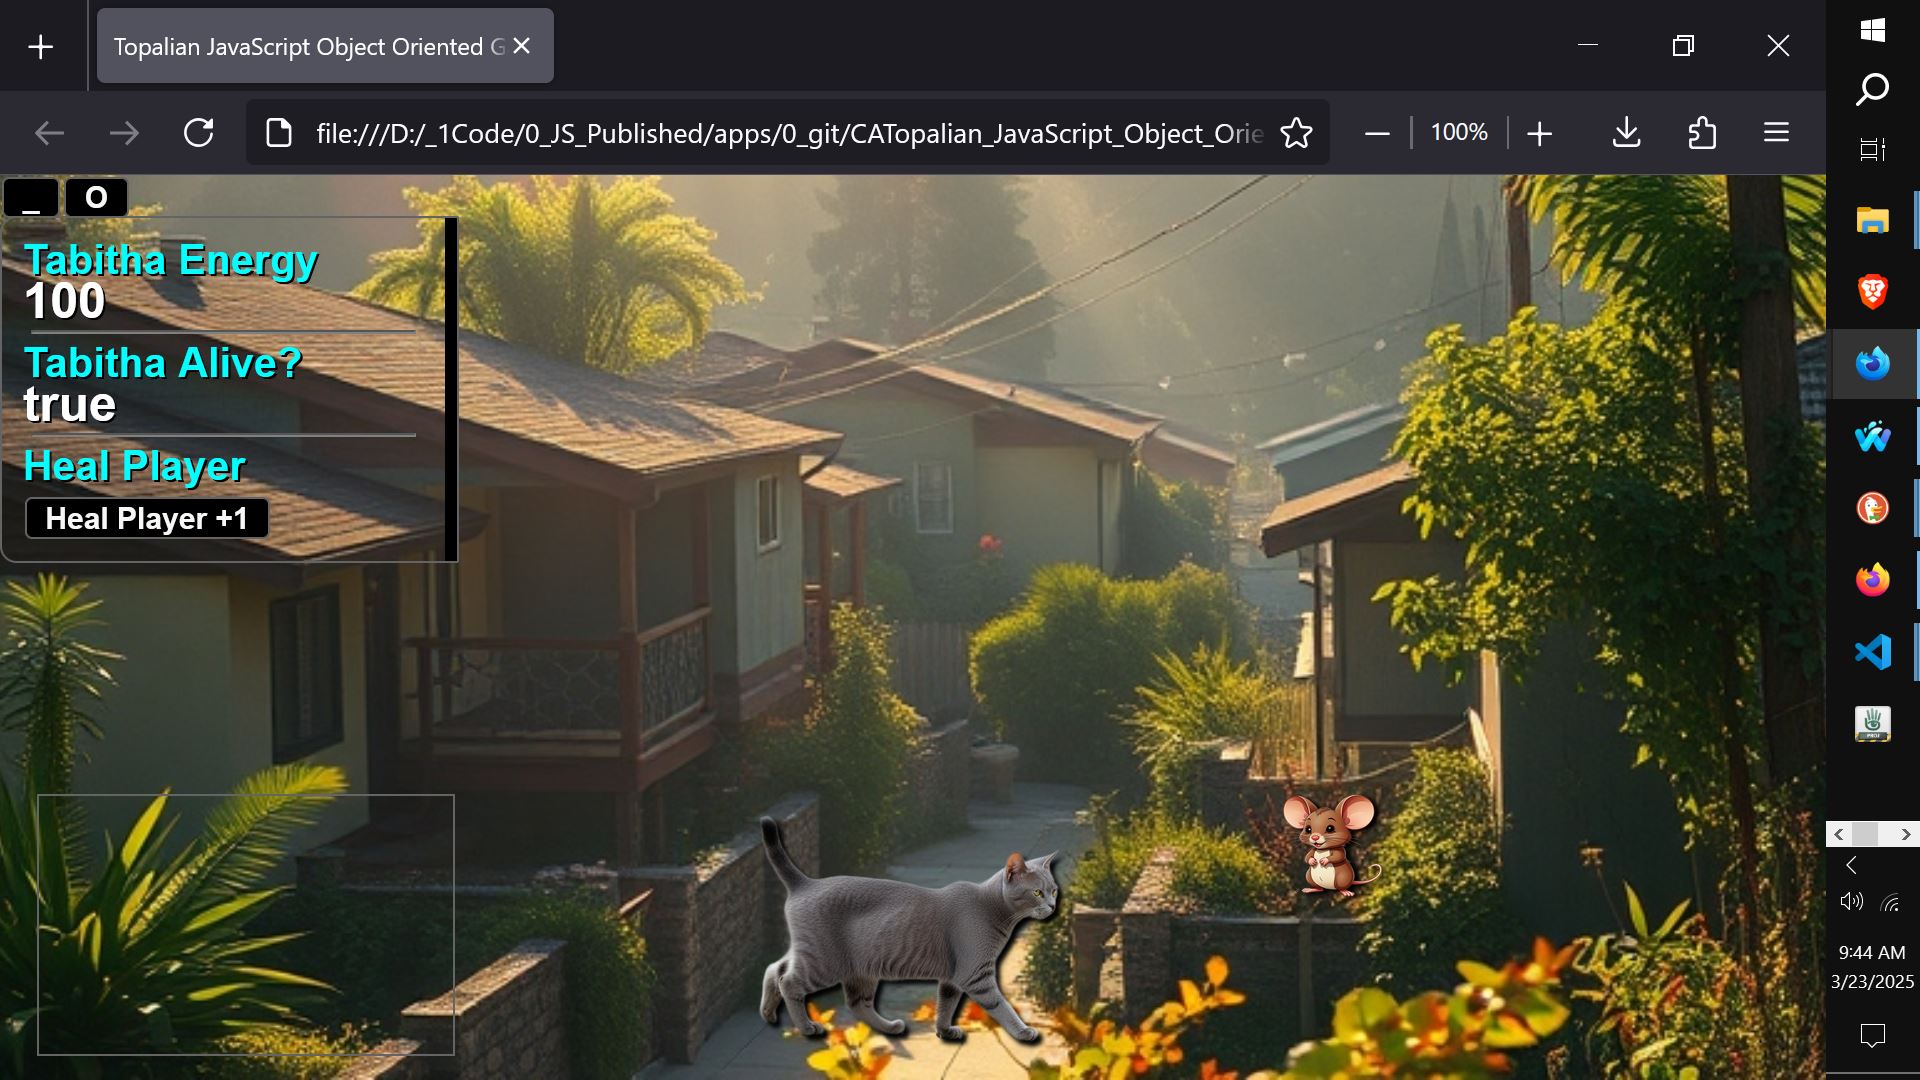 Topalian JavaScript Object Oriented G
file:///D:/_1Code/0_JS_Published/apps/0_git/CATopalian_JavaScript_Object_Orie
100%
_ O
Tabitha Energy
100
Tabitha Alive?
true
Heal Player
Heal Player +1
PROJ
9:44 AM
3/23/2025